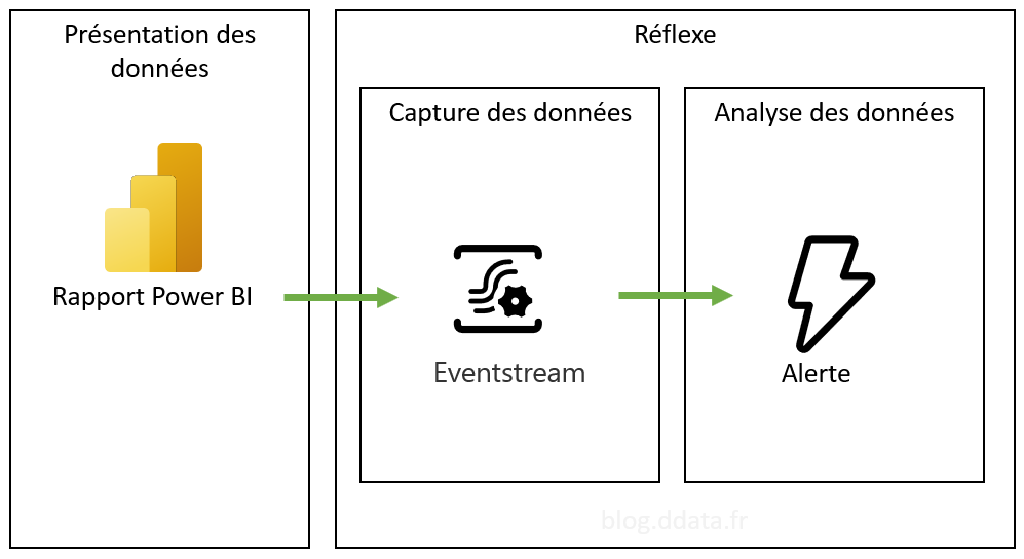 Présentation des
données
Rapport Power BI
Réflexe
Capture des données
Eventstream
Analyse des données
Alerte
blog.ddata.fr